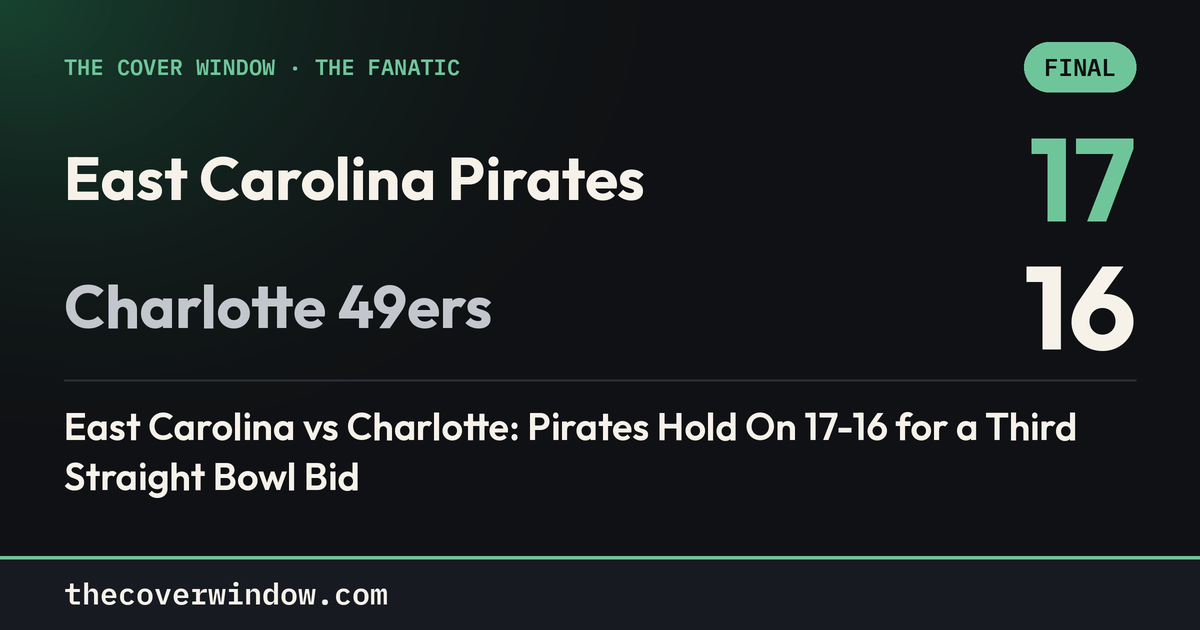 THE COVER WINDOW · THE FANATIC
FINAL
East Carolina Pirates 17
Charlotte 49ers 16
East Carolina vs Charlotte: Pirates Hold On 17-16 for a Third
Straight Bowl Bid
thecoverwindow.com